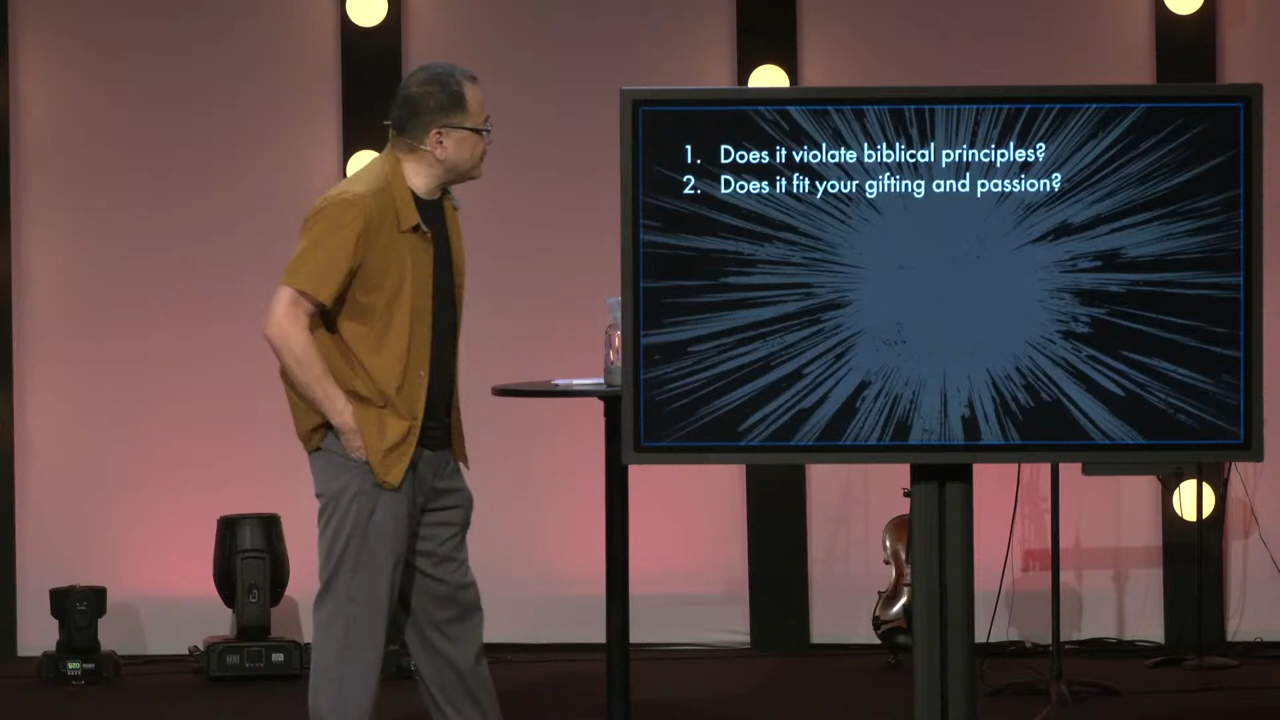 1. Does it violate biblical principles?
2. Does it fit your gifting and passion?